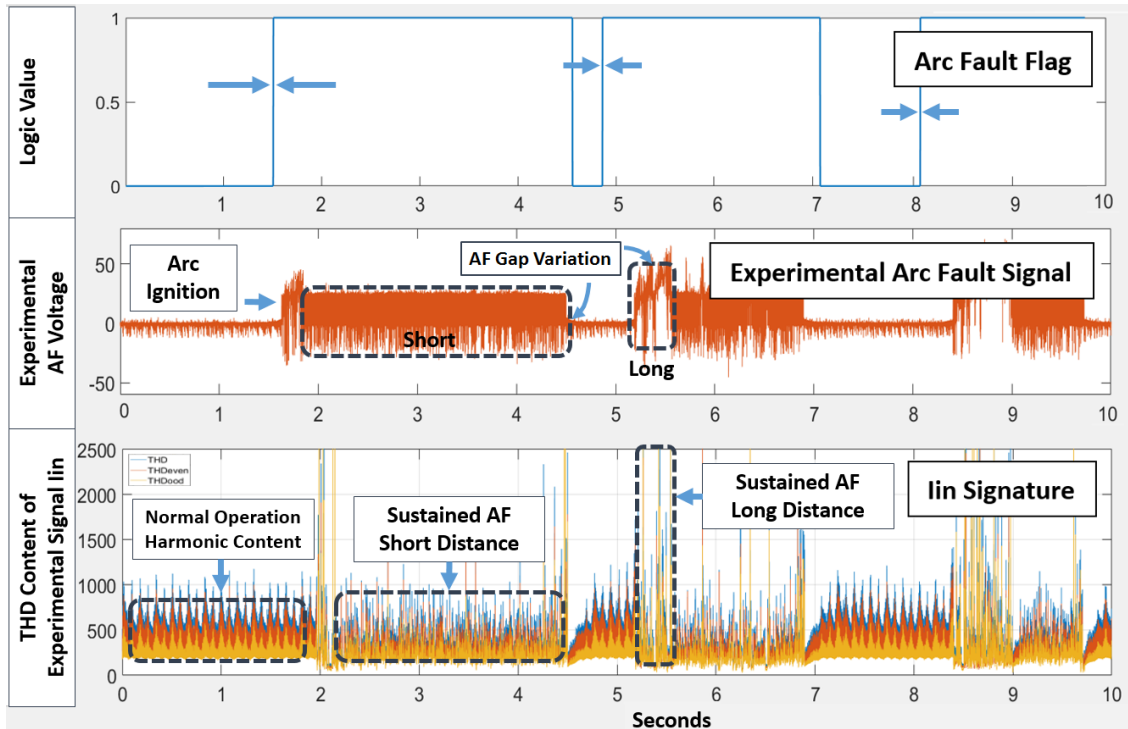 Logic Value
1
0.5
0
Arc Fault Flag
1 2 3 4 5 6 7 8 9 10
Experimental
AF Voltage
50
0
-50
Arc
Ignition
AF Gap Variation
Experimental Arc Fault Signal
Short
Long
0 1 2 3 4 5 6 7 8 9 10
THD Content of
Experimental Signal Iin
2500
2000
1500
1000
500
0
THD
THDeven
THDood
Normal Operation
Harmonic Content
Sustained AF
Short Distance
Sustained AF
Long Distance
Iin Signature
0 1 2 3 4 5 6 7 8 9 10
Seconds